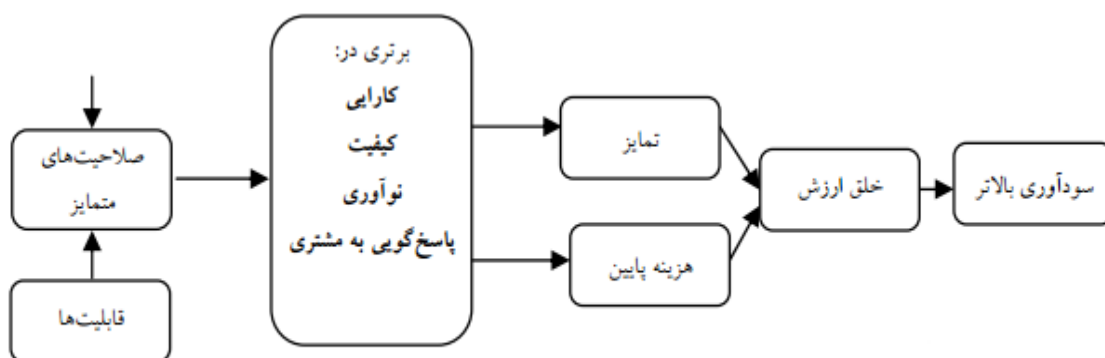 صلاحیت‌های
متمایز
قابلیت‌ها
برتری در:
کارایی
کیفیت
نوآوری
پاسخ‌گویی به مشتری
تمایز
هزینه پایین
خلق ارزش
سودآوری بالاتر